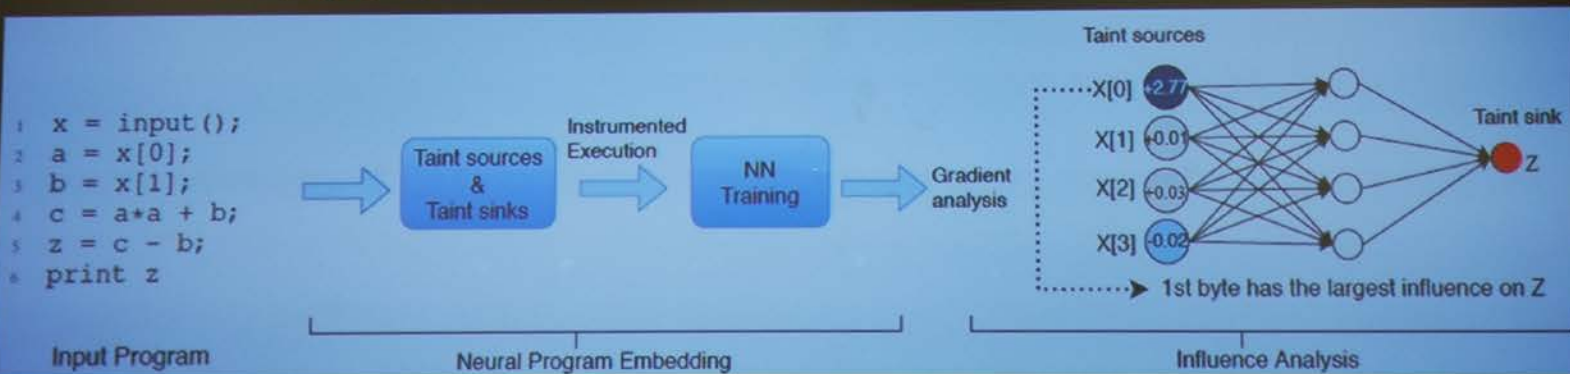 1 x = input();
2 a = x[0];
3 b = x[1];
4 c = a*a + b;
5 z = c - b;
6 print z
Input Program
Taint sources
&
Taint sinks
Instrumented
Execution
NN
Training
Gradient
analysis
Neural Program Embedding
Taint sources
X[0] +2.77
X[1] +0.01
X[2] +0.03
X[3] -0.02
Taint sink
Z
1st byte has the largest influence on Z
Influence Analysis